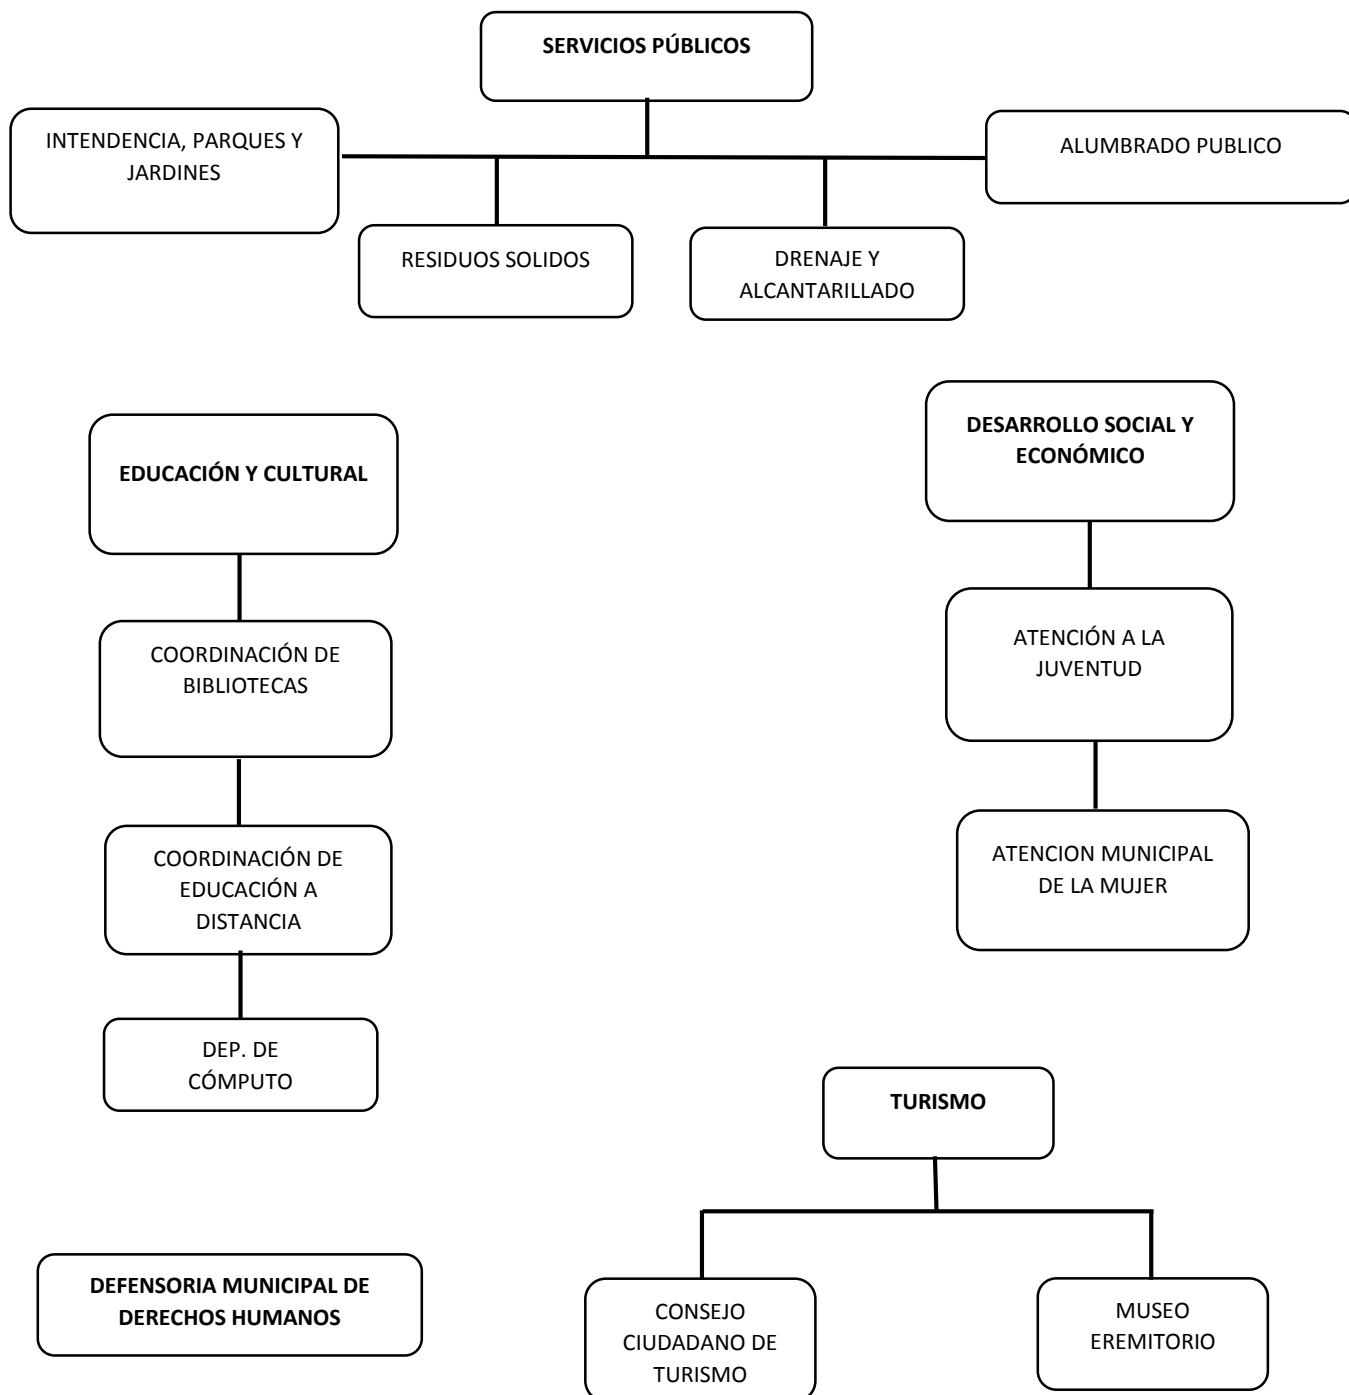 SERVICIOS PÚBLICOS
INTENDENCIA, PARQUES Y
JARDINES
ALUMBRADO PUBLICO
RESIDUOS SOLIDOS
DRENAJE Y
ALCANTARILLADO
EDUCACIÓN Y CULTURAL
DESARROLLO SOCIAL Y
ECONÓMICO
COORDINACIÓN DE
BIBLIOTECAS
ATENCIÓN A LA
JUVENTUD
COORDINACIÓN DE
EDUCACIÓN A
DISTANCIA
ATENCION MUNICIPAL
DE LA MUJER
DEP. DE
CÓMPUTO
TURISMO
DEFENSORIA MUNICIPAL DE
DERECHOS HUMANOS
CONSEJO
CIUDADANO DE
TURISMO
MUSEO
EREMITORIO